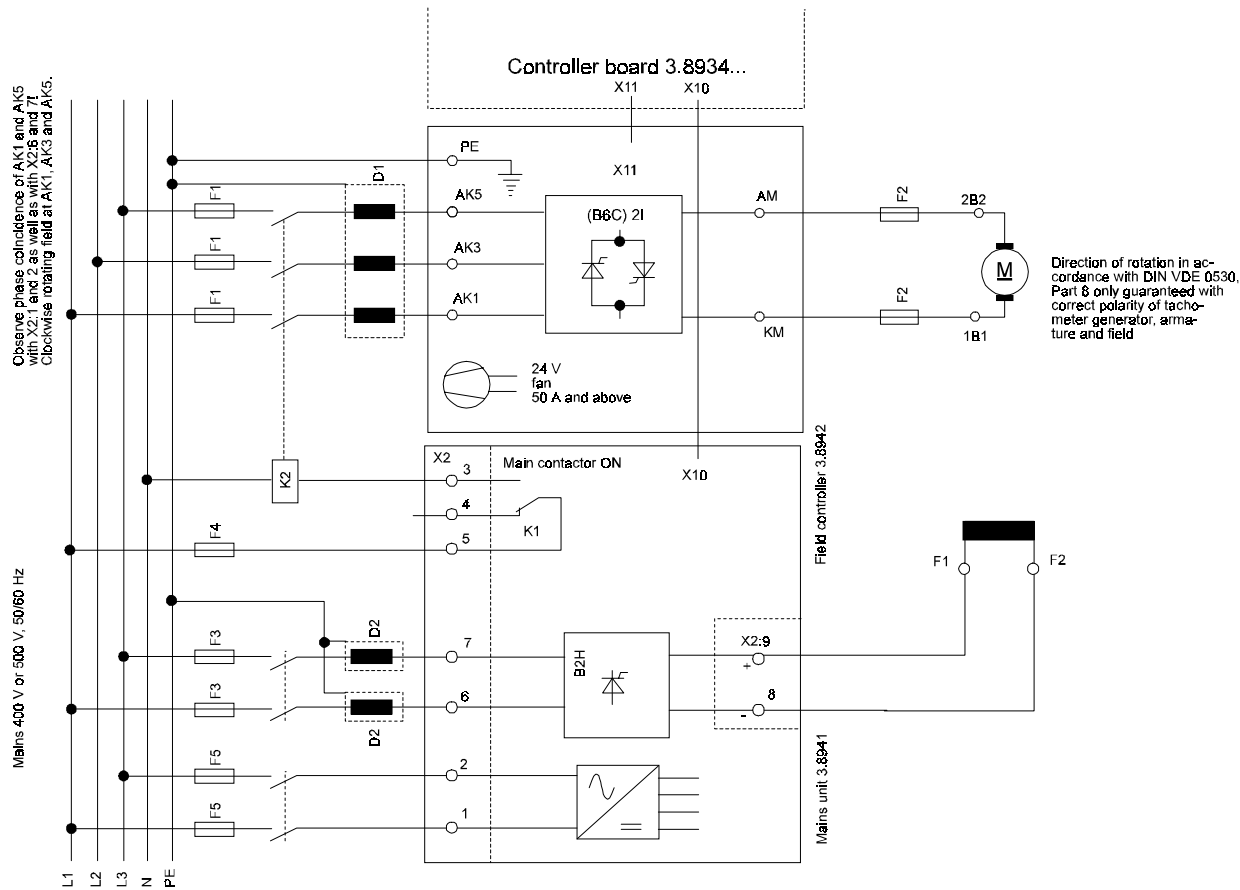 Controller board 3.8934...
X11
X10
Observe phase coincidence of AK1 and AK5
with X2:1 and 2 as well as with X2:6 and 7!
Clockwise rotating field at AK1, AK3 and AK5.
PE
X11
D1
F1
AK5
(B6C) 2I
AM
F2
2B2
F1
AK3
M
Direction of rotation in ac-
cordance with DIN VDE 0530,
Part 8 only guaranteed with
correct polarity of tacho-
meter generator, arma-
ture and field
F1
AK1
F2
KM
1B1
24 V
fan
50 A and above
Field controller 3.8942
X2
Main contactor ON
X10
K2
3
4
K1
F4
5
F1
F2
Mains 400 V or 500 V, 50/60 Hz
F3
D2
7
B2H
X2:9
+
F3
6
8
-
D2
F5
2
Mains unit 3.8941
F5
1
L1
L2
L3
N
PE